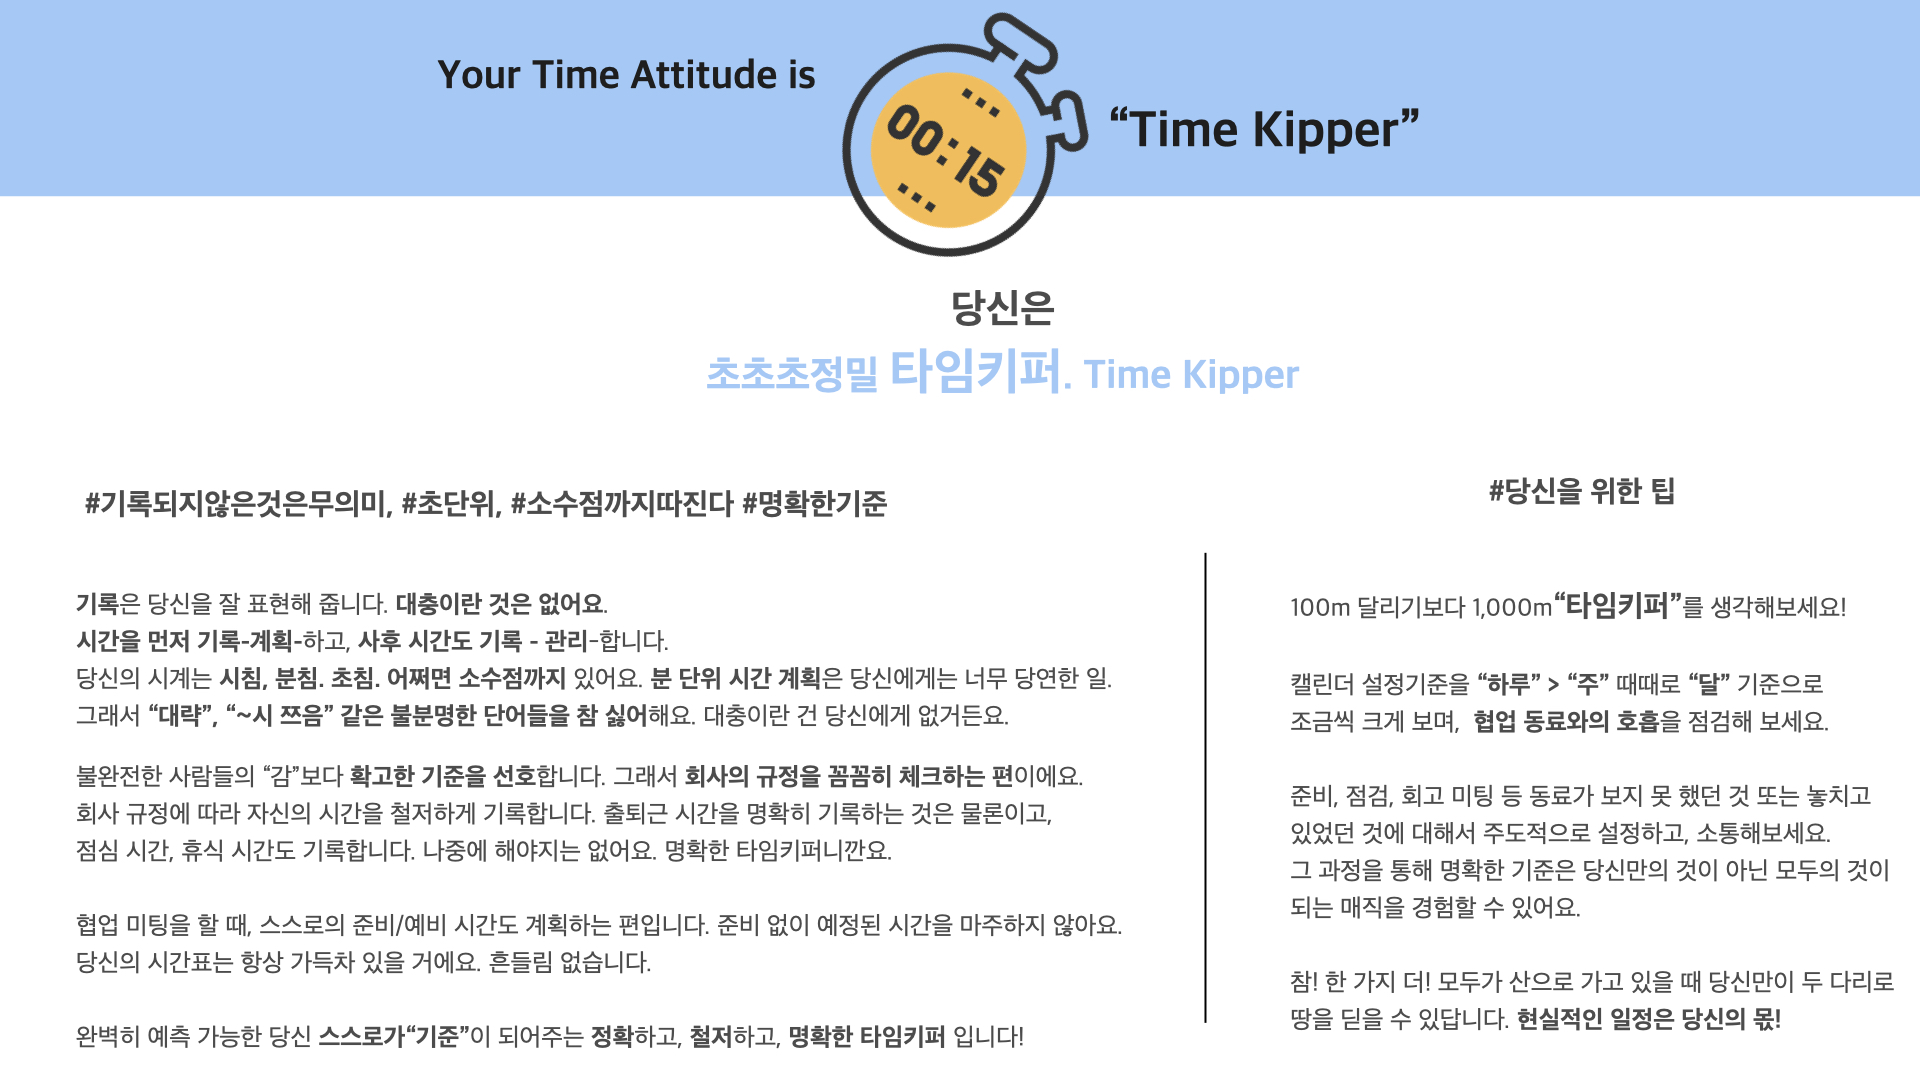 Your Time Attitude is
00:15
“Time Kipper”
당신은
초초초정밀 타임키퍼. Time Kipper
#기록되지않은것은무의미, #초단위, #소수점까지따진다 #명확한기준
기록은 당신을 잘 표현해 줍니다. 대충이란 것은 없어요.
시간을 먼저 기록-계획-하고, 사후 시간도 기록 - 관리-합니다.
당신의 시계는 시침, 분침. 초침. 어쩌면 소수점까지 있어요. 분 단위 시간 계획은 당신에게는 너무 당연한 일.
그래서 “대략”, “~시 쯔음” 같은 불분명한 단어들을 참 싫어해요. 대충이란 건 당신에게 없거든요.
불완전한 사람들의 “감”보다 확고한 기준을 선호합니다. 그래서 회사의 규정을 꼼꼼히 체크하는 편이에요.
회사 규정에 따라 자신의 시간을 철저하게 기록합니다. 출퇴근 시간을 명확히 기록하는 것은 물론이고,
점심 시간, 휴식 시간도 기록합니다. 나중에 해야지는 없어요. 명확한 타임키퍼니깐요.
협업 미팅을 할 때, 스스로의 준비/예비 시간도 계획하는 편입니다. 준비 없이 예정된 시간을 마주하지 않아요.
당신의 시간표는 항상 가득차 있을 거에요. 흔들림 없습니다.
완벽히 예측 가능한 당신 스스로가“기준”이 되어주는 정확하고, 철저하고, 명확한 타임키퍼 입니다!
#당신을 위한 팁
100m 달리기보다 1,000m“타임키퍼”를 생각해보세요!
캘린더 설정기준을 “하루” > “주” 때때로 “달” 기준으로
조금씩 크게 보며,  협업 동료와의 호흡을 점검해 보세요.
준비, 점검, 회고 미팅 등 동료가 보지 못 했던 것 또는 놓치고
있었던 것에 대해서 주도적으로 설정하고, 소통해보세요.
그 과정을 통해 명확한 기준은 당신만의 것이 아닌 모두의 것이
되는 매직을 경험할 수 있어요.
참! 한 가지 더! 모두가 산으로 가고 있을 때 당신만이 두 다리로
땅을 딛을 수 있답니다. 현실적인 일정은 당신의 몫!